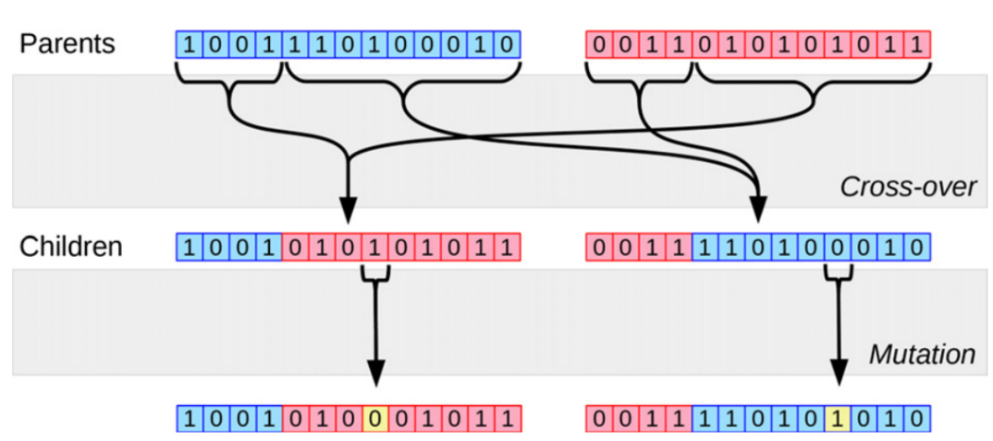 Parents 1 0 0 1 1 1 0 1 0 0 0 1 0 0 0 1 1 0 1 0 1 0 1 0 1 1
Cross-over
Children 1 0 0 1 0 1 0 1 0 1 0 1 1 0 0 1 1 1 1 0 1 0 0 0 1 0
Mutation
1 0 0 1 0 1 0 0 0 1 0 1 1 0 0 1 1 1 1 0 1 0 1 0 1 0